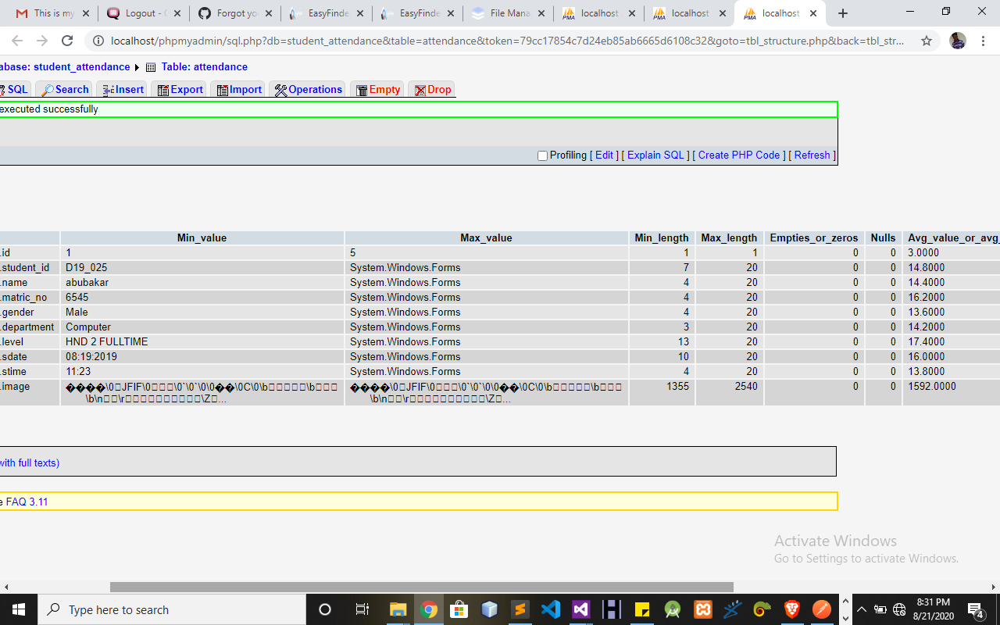 This is my
Logout - (
Forgot yo
EasyFinde
EasyFinde
File Mana
localhost
localhost
localhost
localhost/phpmyadmin/sql.php?db=student_attendance&table=attendance&token=79cc17854c7d24eb85ab6665d6108c32&goto=tbl_structure.php&back=tbl_str...
abase: student_attendance Table: attendance
SQL Search Insert Export Import Operations Empty Drop
executed successfully
Profiling [ Edit ] [ Explain SQL ] [ Create PHP Code ] [ Refresh ]
Min_value Max_value Min_length Max_length Empties_or_zeros Nulls Avg_value_or_avg_
.id 1 5 1 1 0 0 3.0000
.student_id D19_025 System.Windows.Forms 7 20 0 0 14.8000
.name abubakar System.Windows.Forms 4 20 0 0 14.4000
.matric_no 6545 System.Windows.Forms 4 20 0 0 16.2000
.gender Male System.Windows.Forms 4 20 0 0 13.6000
.department Computer System.Windows.Forms 3 20 0 0 14.2000
.level HND 2 FULLTIME System.Windows.Forms 13 20 0 0 17.4000
.sdate 08:19:2019 System.Windows.Forms 10 20 0 0 16.0000
.stime 11:23 System.Windows.Forms 4 20 0 0 13.8000
.image ����\0▯JFIF\0▯▯▯\0`\0`\0\0��\0C\0\b▯▯▯▯▯\b▯▯▯ ����\0▯JFIF\0▯▯▯\0`\0`\0\0��\0C\0\b▯▯▯▯▯\b▯▯▯ 1355 2540 0 0 1592.0000
\b\n▯▯\r▯▯▯▯▯▯▯▯▯▯\Z▯... \b\n▯▯\r▯▯▯▯▯▯▯▯▯▯\Z▯...
with full texts)
e FAQ 3.11
Activate Windows
Go to Settings to activate Windows.
Type here to search
8:31 PM
8/21/2020
4